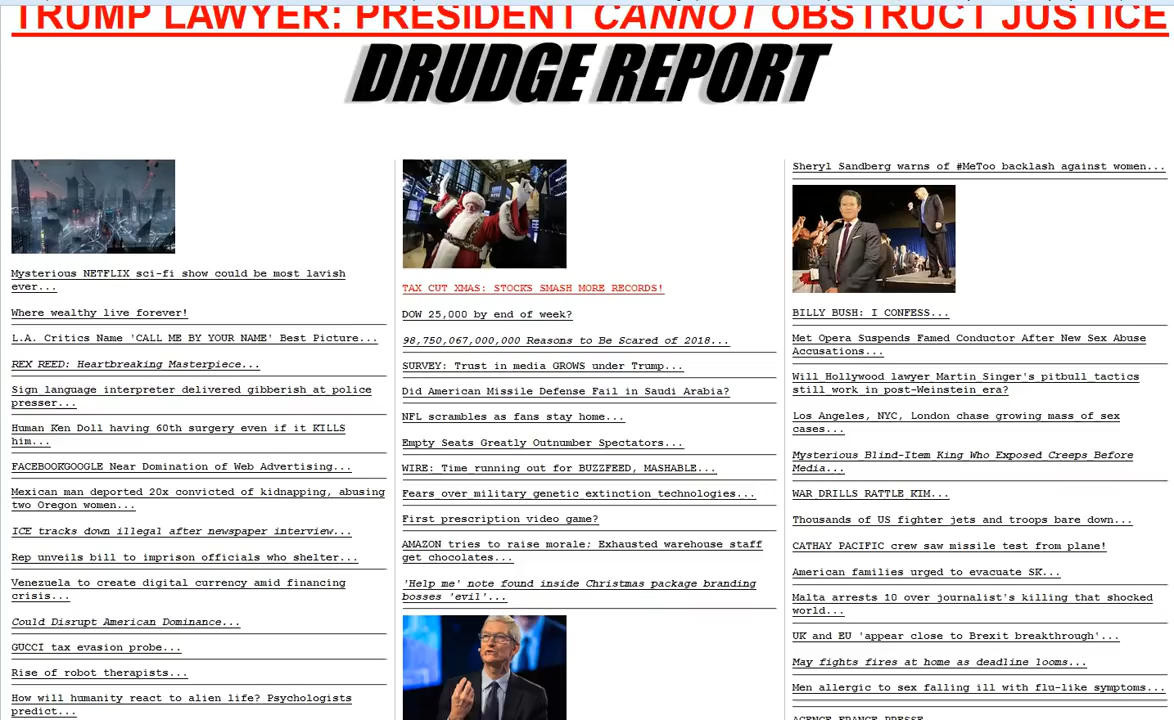 TRUMP LAWYER: PRESIDENT CANNOT OBSTRUCT JUSTICE
DRUDGE REPORT
Mysterious NETFLIX sci-fi show could be most lavish
ever...
Where wealthy live forever!
L.A. Critics Name 'CALL ME BY YOUR NAME' Best Picture...
REX REED: Heartbreaking Masterpiece...
Sign language interpreter delivered gibberish at police
presser...
Human Ken Doll having 60th surgery even if it KILLS
him...
FACEBOOKGOOGLE Near Domination of Web Advertising...
Mexican man deported 20x convicted of kidnapping, abusing
two Oregon women...
ICE tracks down illegal after newspaper interview...
Rep unveils bill to imprison officials who shelter...
Venezuela to create digital currency amid financing
crisis...
Could Disrupt American Dominance...
GUCCI tax evasion probe...
Rise of robot therapists...
How will humanity react to alien life? Psychologists
predict...
TAX CUT XMAS: STOCKS SMASH MORE RECORDS!
DOW 25,000 by end of week?
98,750,067,000,000 Reasons to Be Scared of 2018...
SURVEY: Trust in media GROWS under Trump...
Did American Missile Defense Fail in Saudi Arabia?
NFL scrambles as fans stay home...
Empty Seats Greatly Outnumber Spectators...
WIRE: Time running out for BUZZFEED, MASHABLE...
Fears over military genetic extinction technologies...
First prescription video game?
AMAZON tries to raise morale; Exhausted warehouse staff
get chocolates...
'Help me' note found inside Christmas package branding
bosses 'evil'...
Sheryl Sandberg warns of #MeToo backlash against women...
BILLY BUSH: I CONFESS...
Met Opera Suspends Famed Conductor After New Sex Abuse
Accusations...
Will Hollywood lawyer Martin Singer's pitbull tactics
still work in post-Weinstein era?
Los Angeles, NYC, London chase growing mass of sex
cases...
Mysterious Blind-Item King Who Exposed Creeps Before
Media...
WAR DRILLS RATTLE KIM...
Thousands of US fighter jets and troops bare down...
CATHAY PACIFIC crew saw missile test from plane!
American families urged to evacuate SK...
Malta arrests 10 over journalist's killing that shocked
world...
UK and EU 'appear close to Brexit breakthrough'...
May fights fires at home as deadline looms...
Men allergic to sex falling ill with flu-like symptoms...
AGENCE FRANCE-PRESSE